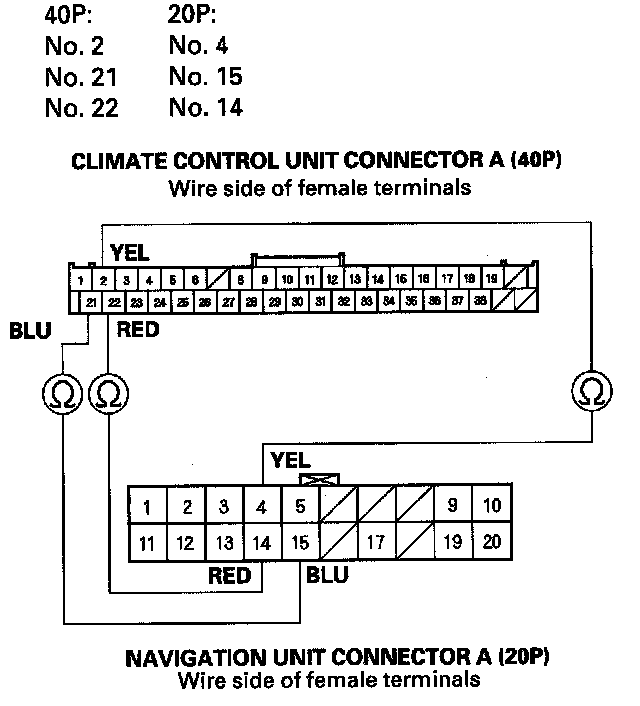 40P: 20P:
No. 2 No. 4
No. 21 No. 15
No. 22 No. 14
CLIMATE CONTROL UNIT CONNECTOR A (40P)
Wire side of female terminals
YEL
1 2 3 4 5 6 8 9 10 11 12 13 14 15 16 17 18 19
21 22 23 24 25 26 27 28 29 30 31 32 33 34 35 36 37 38
BLU RED
Ω Ω Ω
YEL
1 2 3 4 5 9 10
11 12 13 14 15 17 19 20
RED BLU
NAVIGATION UNIT CONNECTOR A (20P)
Wire side of female terminals